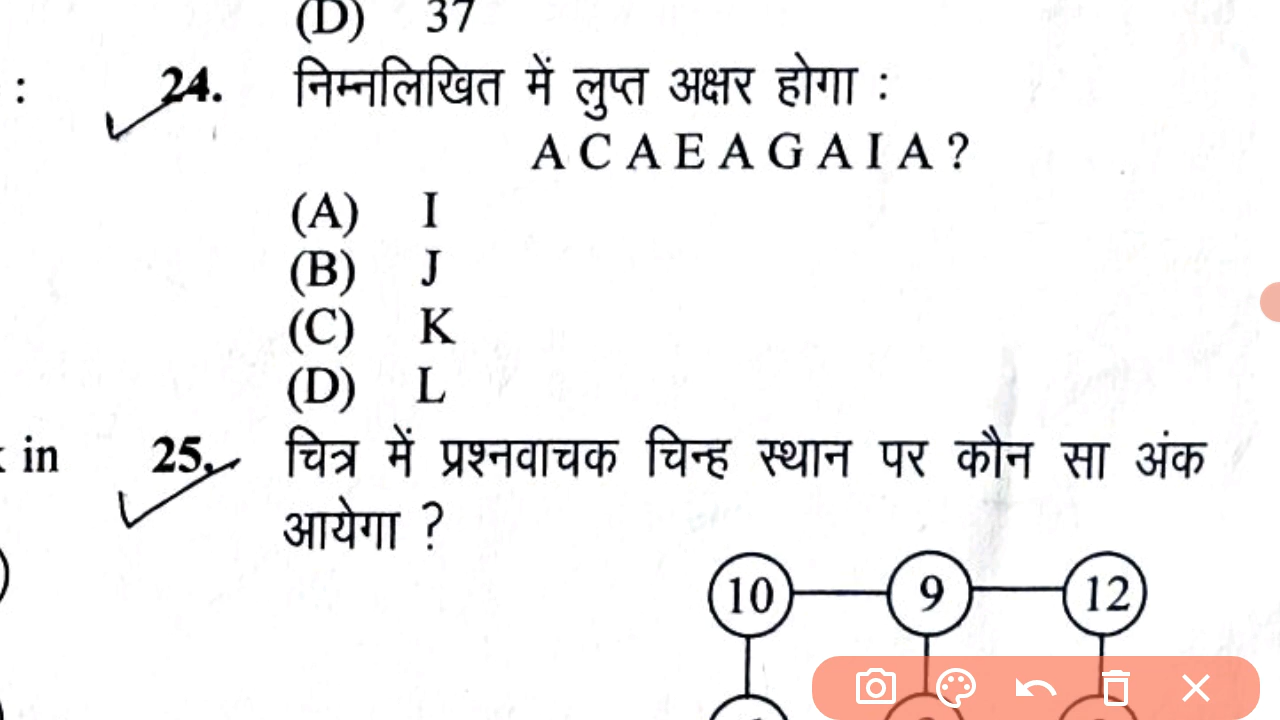 (D) 37
: 24. निम्नलिखित में लुप्त अक्षर होगा :
A C A E A G A I A ?
(A) I
(B) J
(C) K
(D) L
in 25. चित्र में प्रश्नवाचक चिन्ह स्थान पर कौन सा अंक
आयेगा ?
10 9 12